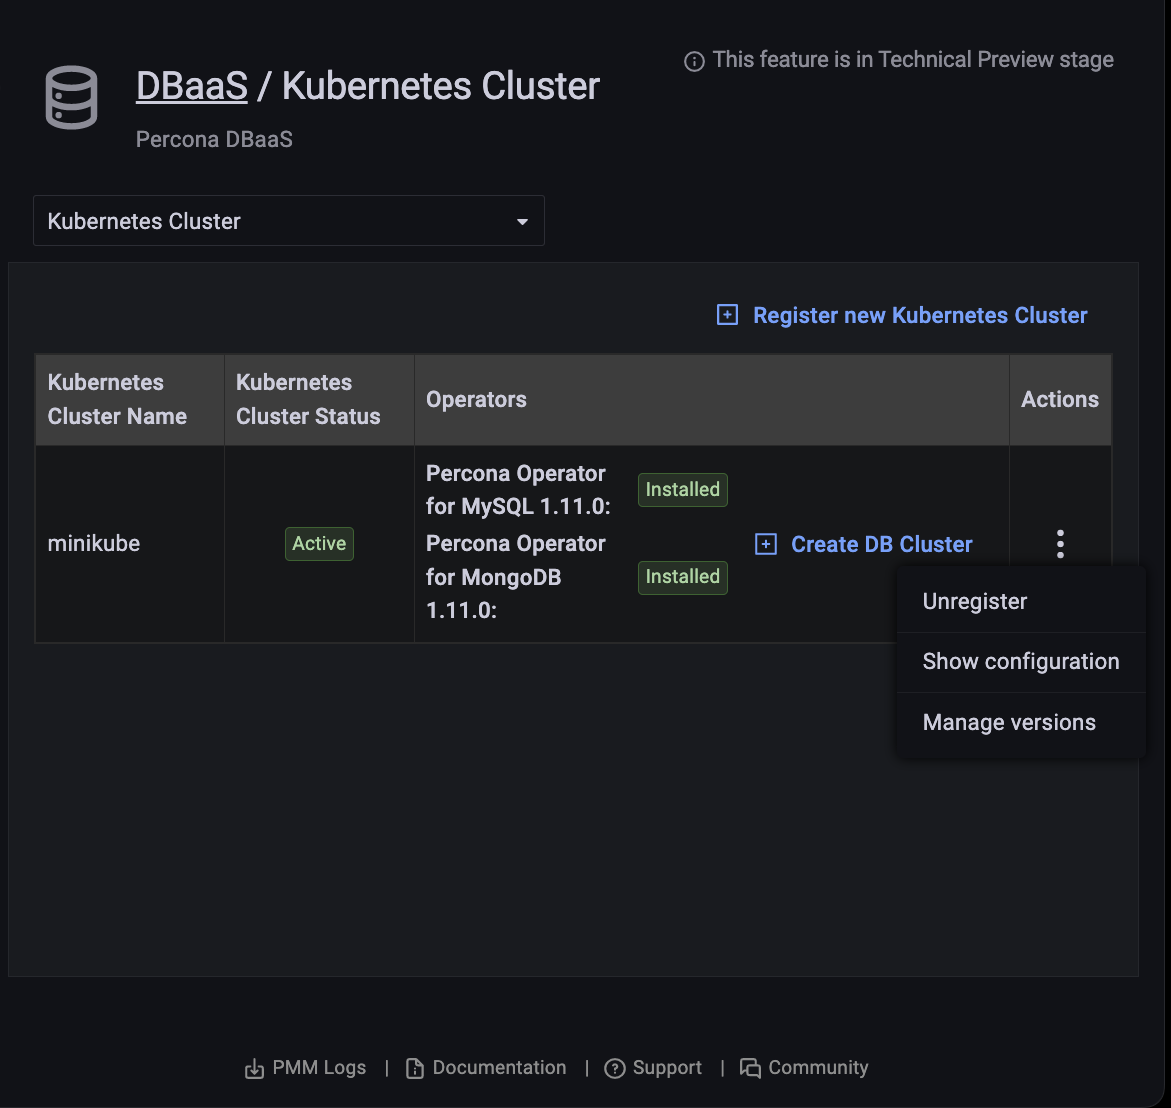 This feature is in Technical Preview stage
DBaaS / Kubernetes Cluster
Percona DBaaS
Kubernetes Cluster
Register new Kubernetes Cluster
Kubernetes
Cluster Name
Kubernetes
Cluster Status
Operators
Actions
minikube
Active
Percona Operator
for MySQL 1.11.0:
Installed
Percona Operator
for MongoDB
1.11.0:
Installed
Create DB Cluster
Unregister
Show configuration
Manage versions
PMM Logs | Documentation | Support | Community